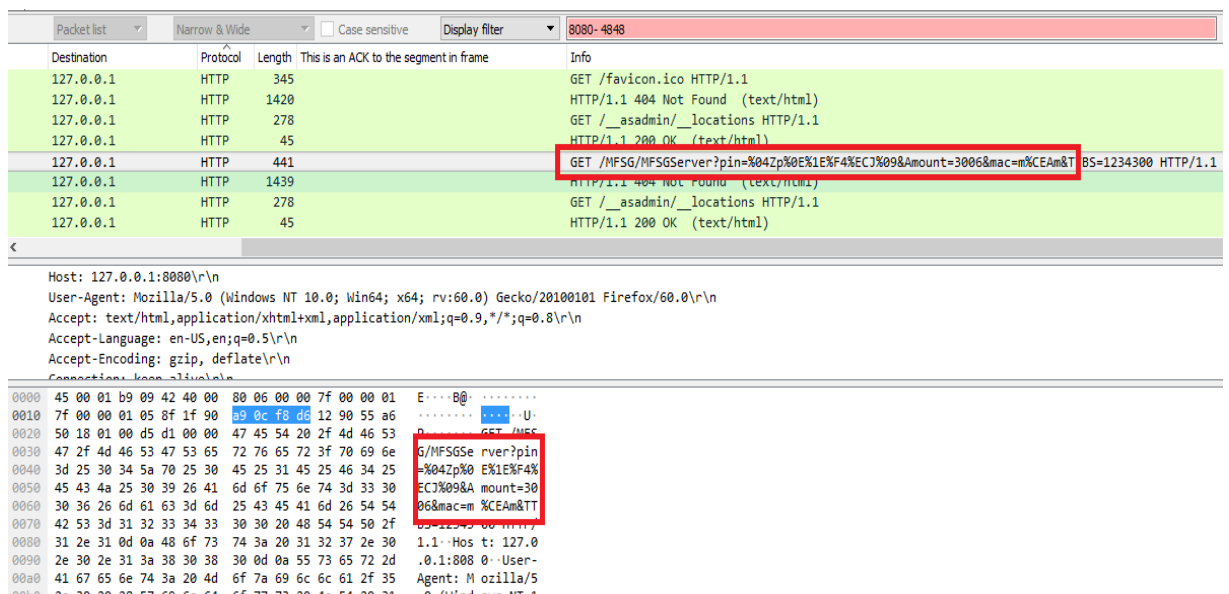 Packet list Narrow & Wide Case sensitive Display filter 8080-4848
Destination Protocol Length This is an ACK to the segment in frame Info
127.0.0.1 HTTP 345 GET /favicon.ico HTTP/1.1
127.0.0.1 HTTP 1420 HTTP/1.1 404 Not Found (text/html)
127.0.0.1 HTTP 278 GET /__asadmin/__locations HTTP/1.1
127.0.0.1 HTTP 45 HTTP/1.1 200 OK (text/html)
127.0.0.1 HTTP 441 GET /MFSG/MFSGServer?pin=%04Zp%0E%1E%F4%ECJ%09&Amount=3006&mac=m%CEAm&T BS=1234300 HTTP/1.1
127.0.0.1 HTTP 1439 HTTP/1.1 404 Not Found (text/html)
127.0.0.1 HTTP 278 GET /__asadmin/__locations HTTP/1.1
127.0.0.1 HTTP 45 HTTP/1.1 200 OK (text/html)
Host: 127.0.0.1:8080\r\n
User-Agent: Mozilla/5.0 (Windows NT 10.0; Win64; x64; rv:60.0) Gecko/20100101 Firefox/60.0\r\n
Accept: text/html,application/xhtml+xml,application/xml;q=0.9,*/*;q=0.8\r\n
Accept-Language: en-US,en;q=0.5\r\n
Accept-Encoding: gzip, deflate\r\n
Connection: keep-alive\r\n
0000 45 00 01 b9 09 42 40 00 80 06 00 00 7f 00 00 01 E····B@· ········
0010 7f 00 00 01 05 8f 1f 90 a9 0c f8 d6 12 90 55 a6 ········ ······U·
0020 50 18 01 00 d5 d1 00 00 47 45 54 20 2f 4d 46 53 P······· GET /MFS
0030 47 2f 4d 46 53 47 53 65 72 76 65 72 3f 70 69 6e G/MFSGSe rver?pin
0040 3d 25 30 34 5a 70 25 30 45 25 31 45 25 46 34 25 =%04Zp%0 E%1E%F4%
0050 45 43 4a 25 30 39 26 41 6d 6f 75 6e 74 3d 33 30 ECJ%09&A mount=30
0060 30 36 26 6d 61 63 3d 6d 25 43 45 41 6d 26 54 54 06&mac=m %CEAm&TT
0070 42 53 3d 31 32 33 34 33 30 30 20 48 54 54 50 2f BS=12343 00 HTTP/
0080 31 2e 31 0d 0a 48 6f 73 74 3a 20 31 32 37 2e 30 1.1··Hos t: 127.0
0090 2e 30 2e 31 3a 38 30 38 30 0d 0a 55 73 65 72 2d .0.1:808 0··User-
00a0 41 67 65 6e 74 3a 20 4d 6f 7a 69 6c 6c 61 2f 35 Agent: M ozilla/5